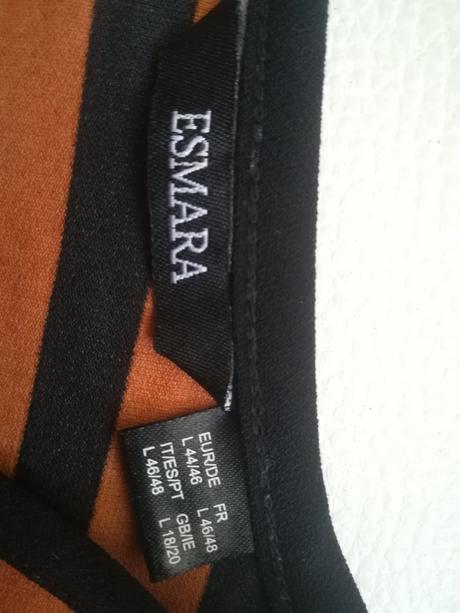 ESMARA
EUR/DE FR
L 44/46 L 46/48
IT/ES/PT GB/IE
L 46/48 L 18/20